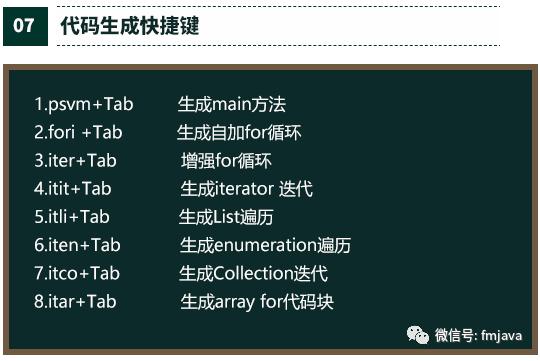 07 代码生成快捷键
1.psvm+Tab 生成main方法
2.fori +Tab 生成自加for循环
3.iter+Tab 增强for循环
4.itit+Tab 生成iterator 迭代
5.itli+Tab 生成List遍历
6.iten+Tab 生成enumeration遍历
7.itco+Tab 生成Collection迭代
8.itar+Tab 生成array for代码块
微信号: fmjava